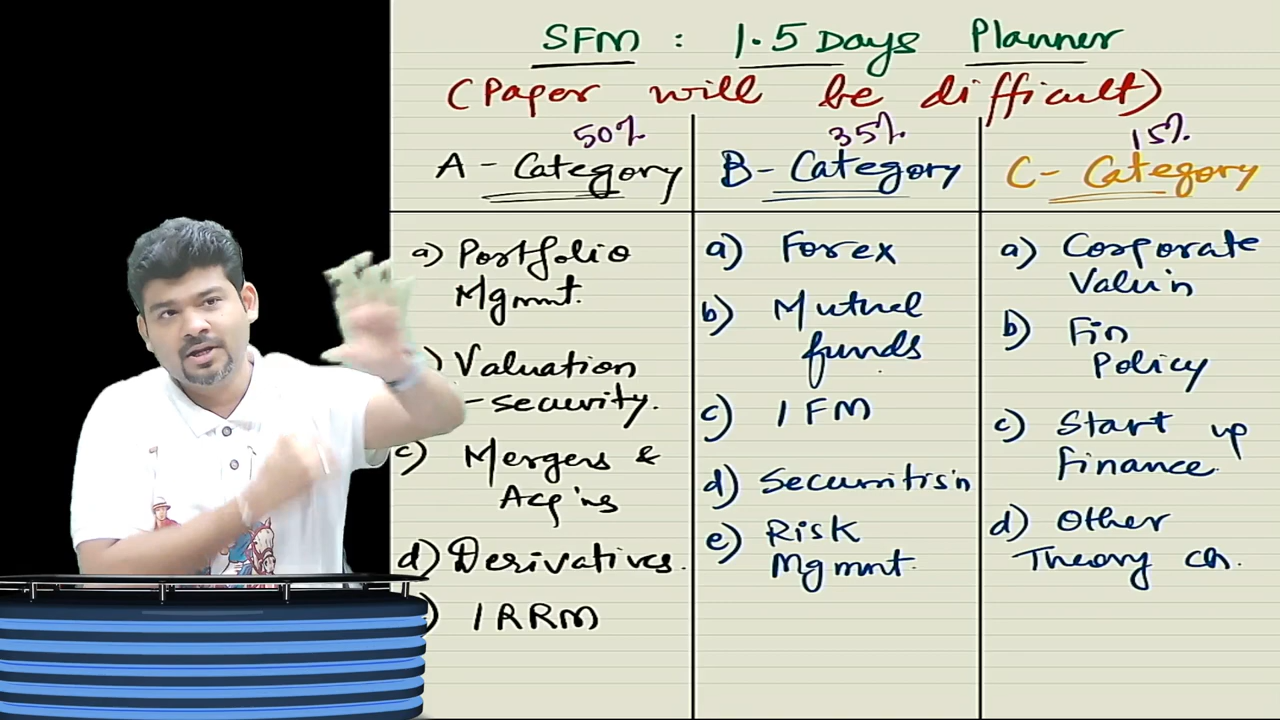 SFM : 1.5 Days Planner
(Paper will be difficult)
50%
A - Category
a) Portfolio
Mgmnt.
) Valuation
- security.
c) Mergers &
Acq'ns
d) Derivatives.
) IRRM
35%
B - Category
a) Forex
b) Mutual
funds
c) IFM
d) Securitis'n
e) Risk
Mgmnt.
15%
C - Category
a) Corporate
Valu'n
b) Fin
Policy
c) Start up
Finance
d) Other
Theory ch.